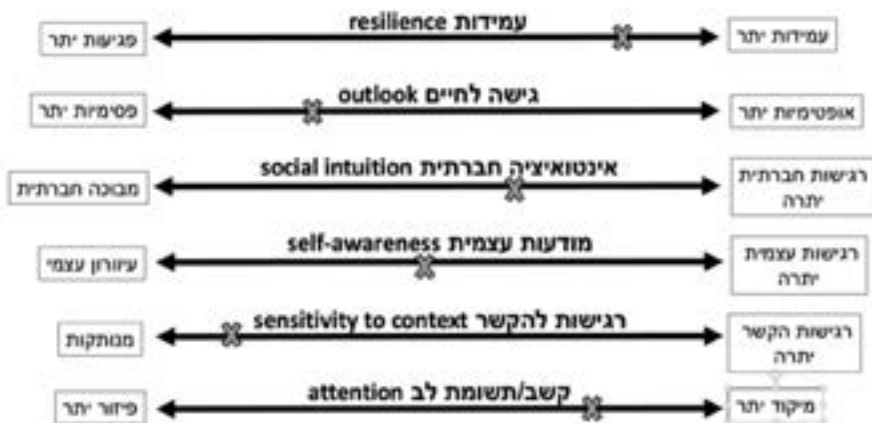 עמידות resilience
עמידות יתר
פגיעות יתר
גישה לחיים outlook
אופטימיות יתר
פסימיות יתר
אינטואיציה חברתית social intuition
רגישות חברתית
יתרה
מבוכה חברתית
מודעות עצמית self-awareness
רגישות עצמית
יתרה
עיוורון עצמי
רגישות להקשר sensitivity to context
רגישות הקשר
יתרה
מנותקות
קשב/תשומת לב attention
מיקוד יתר
פיזור יתר